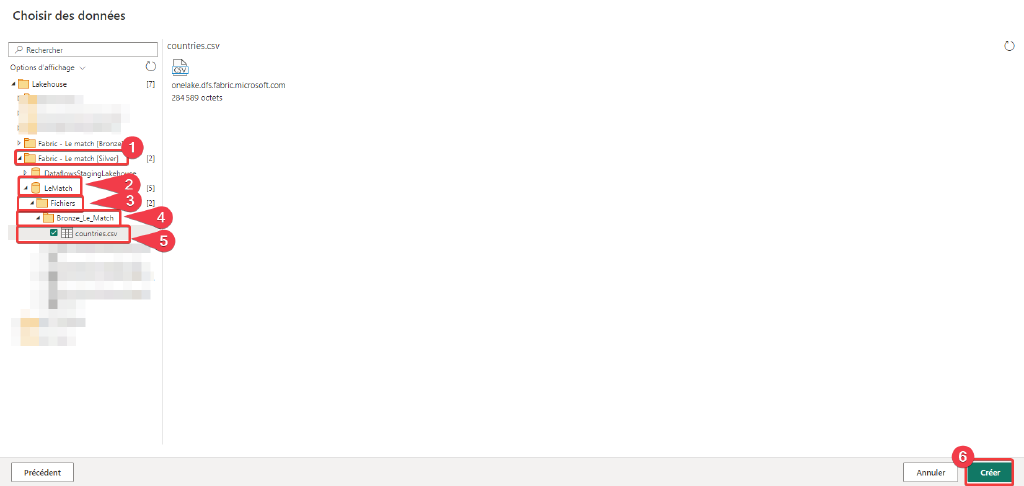 Choisir des données
Rechercher
Options d'affichage
Lakehouse [7]
Fabric - Le match [Bronze]
1
Fabric - Le match [Silver] [2]
DataflowsStagingLakehouse
LeMatch 2 [5]
Fichiers 3 [2]
Bronze_Le_Match 4
countries.csv 5
countries.csv
CSV
onelake.dfs.fabric.microsoft.com
284 589 octets
6
Précédent Annuler Créer